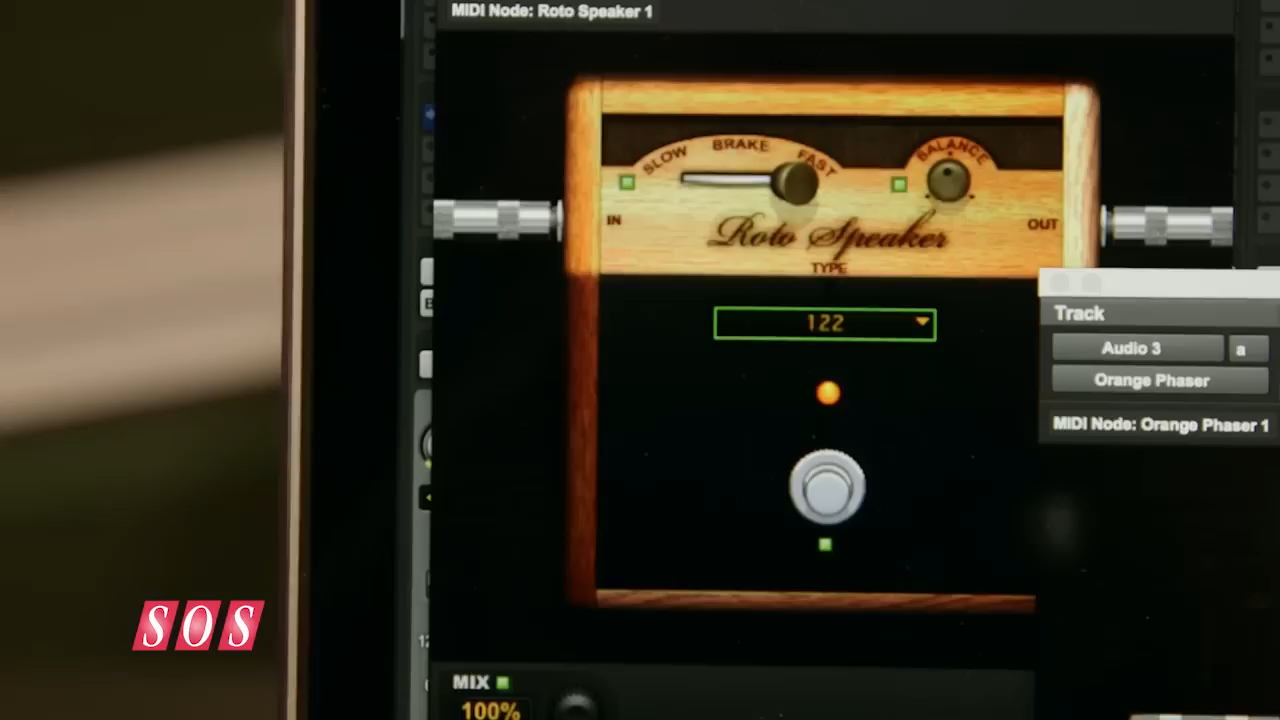 MIDI Node: Roto Speaker 1
SLOW BRAKE FAST
BALANCE
IN
OUT
Roto Speaker
TYPE
122
Track
Audio 3 a
Orange Phaser
MIDI Node: Orange Phaser 1
SOS
MIX
100%